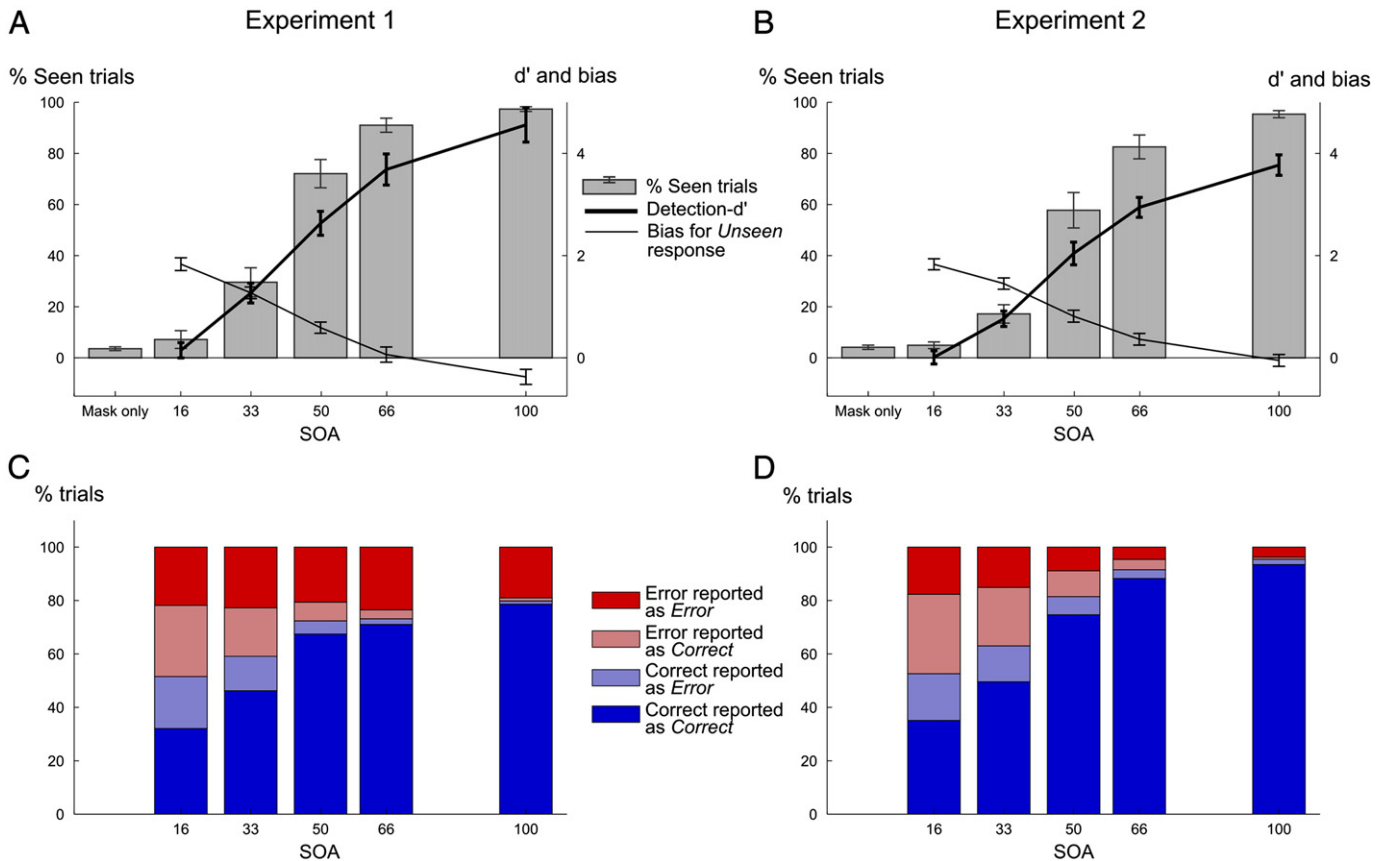 A
Experiment 1
% Seen trials
d' and bias
100
80
60
40
20
0
4
2
0
Mask only
16
33
50
66
100
SOA
% Seen trials
Detection-d'
Bias for Unseen
response
B
Experiment 2
% Seen trials
d' and bias
100
80
60
40
20
0
4
2
0
Mask only
16
33
50
66
100
SOA
C
% trials
100
80
60
40
20
0
16
33
50
66
100
SOA
Error reported
as Error
Error reported
as Correct
Correct reported
as Error
Correct reported
as Correct
D
% trials
100
80
60
40
20
0
16
33
50
66
100
SOA